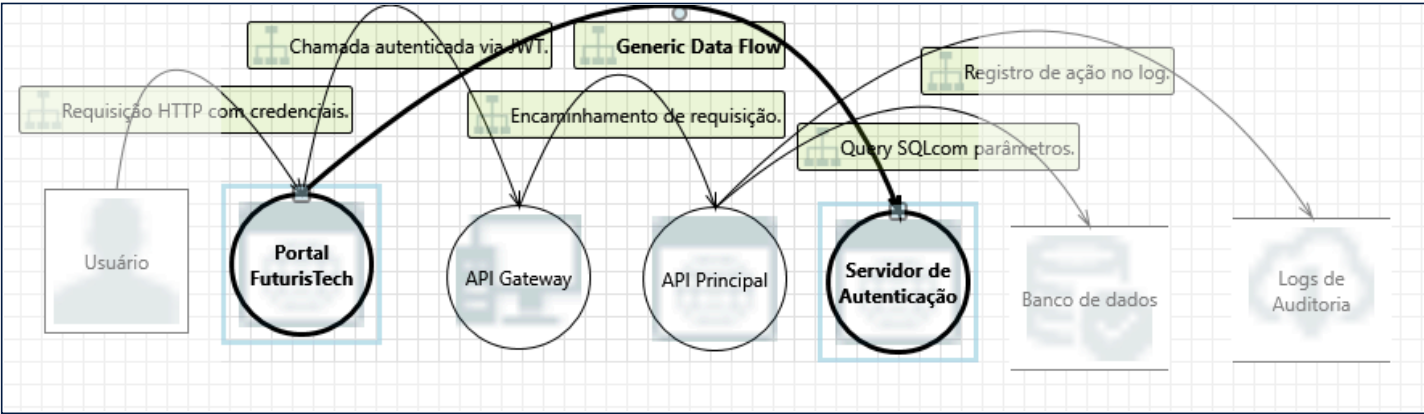 Chamada autenticada via JWT.
Generic Data Flow
Registro de ação no log.
Requisição HTTP com credenciais.
Encaminhamento de requisição.
Query SQLcom parâmetros.
Usuário
Portal
FuturisTech
API Gateway
API Principal
Servidor de
Autenticação
Banco de dados
Logs de
Auditoria